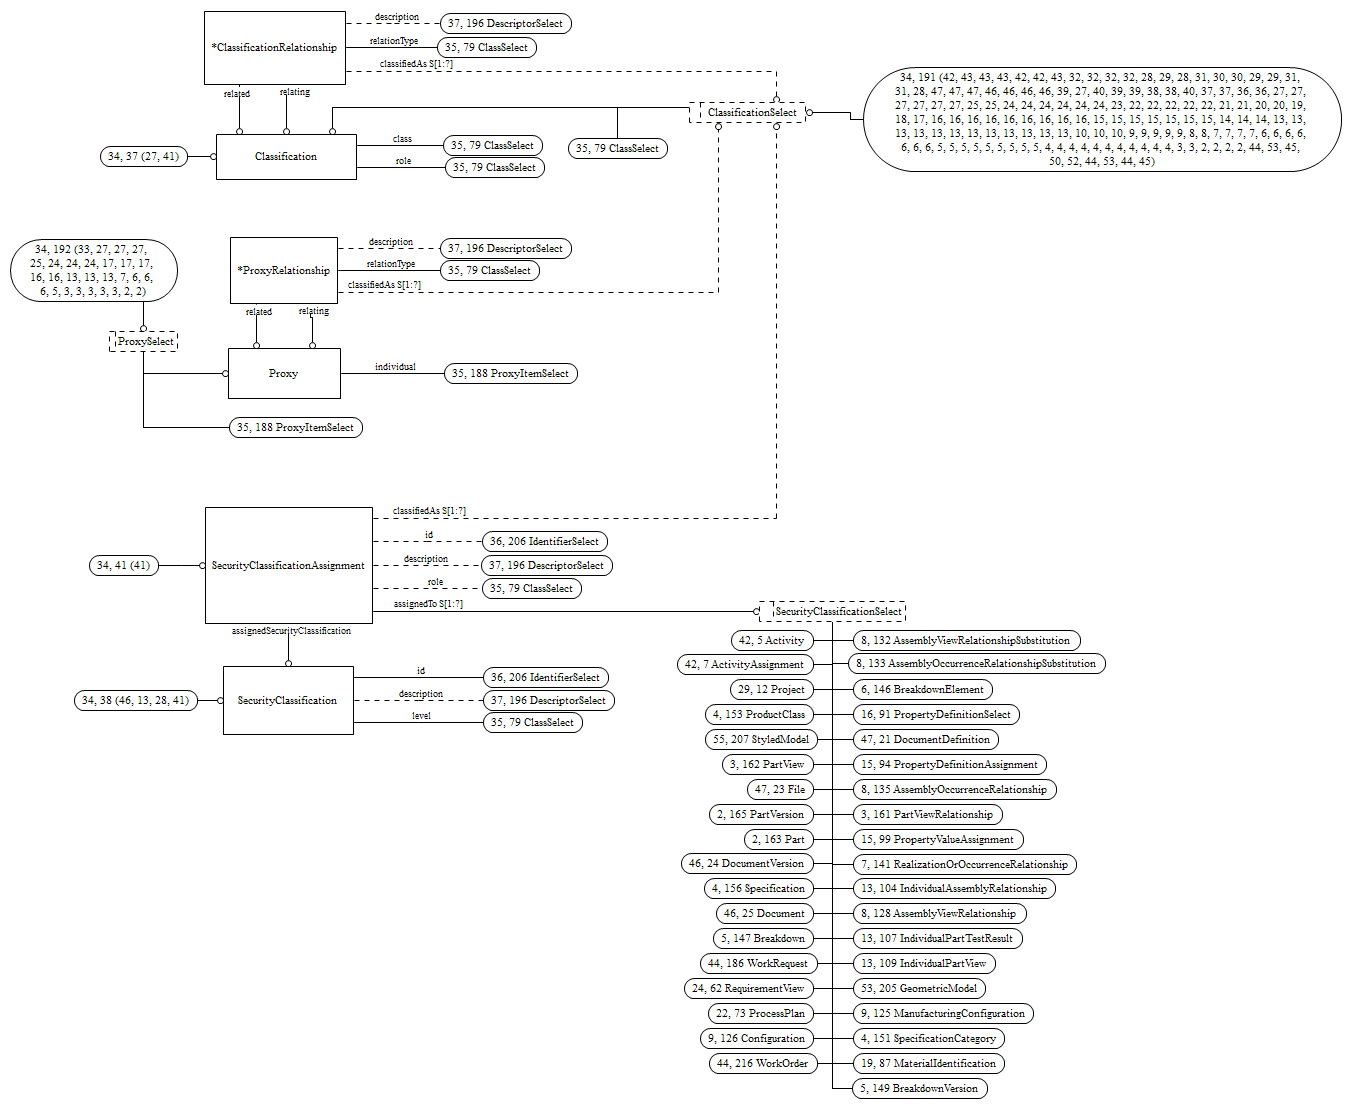 description
37, 196 DescriptorSelect
*ClassificationRelationship
relationType
35, 79 ClassSelect
classifiedAs S[1:?]
related
relating
34, 191 (42, 43, 43, 43, 42, 42, 43, 32, 32, 32, 32, 28, 29, 28, 31, 30, 30, 29, 29, 31,
31, 28, 47, 47, 47, 46, 46, 46, 46, 39, 27, 40, 39, 39, 38, 38, 40, 37, 37, 36, 36, 27, 27,
27, 27, 27, 27, 25, 25, 24, 24, 24, 24, 24, 24, 23, 22, 22, 22, 22, 22, 21, 21, 20, 20, 19,
18, 17, 16, 16, 16, 16, 16, 16, 16, 16, 16, 15, 15, 15, 15, 15, 15, 15, 14, 14, 14, 13, 13,
13, 13, 13, 13, 13, 13, 13, 13, 13, 13, 10, 10, 10, 9, 9, 9, 9, 9, 8, 8, 7, 7, 7, 7, 6, 6, 6, 6,
6, 6, 6, 5, 5, 5, 5, 5, 5, 5, 5, 5, 4, 4, 4, 4, 4, 4, 4, 4, 4, 4, 4, 3, 3, 2, 2, 2, 2, 44, 53, 45,
50, 52, 44, 53, 44, 45)
ClassificationSelect
34, 37 (27, 41)
Classification
class
35, 79 ClassSelect
role
35, 79 ClassSelect
35, 79 ClassSelect
34, 192 (33, 27, 27, 27,
25, 24, 24, 24, 17, 17, 17,
16, 16, 13, 13, 13, 7, 6, 6,
6, 5, 3, 3, 3, 3, 3, 2, 2)
ProxySelect
*ProxyRelationship
description
37, 196 DescriptorSelect
relationType
35, 79 ClassSelect
classifiedAs S[1:?]
related
relating
Proxy
individual
35, 188 ProxyItemSelect
35, 188 ProxyItemSelect
34, 41 (41)
SecurityClassificationAssignment
classifiedAs S[1:?]
id
36, 206 IdentifierSelect
description
37, 196 DescriptorSelect
role
35, 79 ClassSelect
assignedTo S[1:?]
SecurityClassificationSelect
assignedSecurityClassification
34, 38 (46, 13, 28, 41)
SecurityClassification
id
36, 206 IdentifierSelect
description
37, 196 DescriptorSelect
level
35, 79 ClassSelect
42, 5 Activity
8, 132 AssemblyViewRelationshipSubstitution
42, 7 ActivityAssignment
8, 133 AssemblyOccurrenceRelationshipSubstitution
29, 12 Project
6, 146 BreakdownElement
4, 153 ProductClass
16, 91 PropertyDefinitionSelect
55, 207 StyledModel
47, 21 DocumentDefinition
3, 162 PartView
15, 94 PropertyDefinitionAssignment
47, 23 File
8, 135 AssemblyOccurrenceRelationship
2, 165 PartVersion
3, 161 PartViewRelationship
2, 163 Part
15, 99 PropertyValueAssignment
46, 24 DocumentVersion
7, 141 RealizationOrOccurrenceRelationship
4, 156 Specification
13, 104 IndividualAssemblyRelationship
46, 25 Document
8, 128 AssemblyViewRelationship
5, 147 Breakdown
13, 107 IndividualPartTestResult
44, 186 WorkRequest
13, 109 IndividualPartView
24, 62 RequirementView
53, 205 GeometricModel
22, 73 ProcessPlan
9, 125 ManufacturingConfiguration
9, 126 Configuration
4, 151 SpecificationCategory
44, 216 WorkOrder
19, 87 MaterialIdentification
5, 149 BreakdownVersion